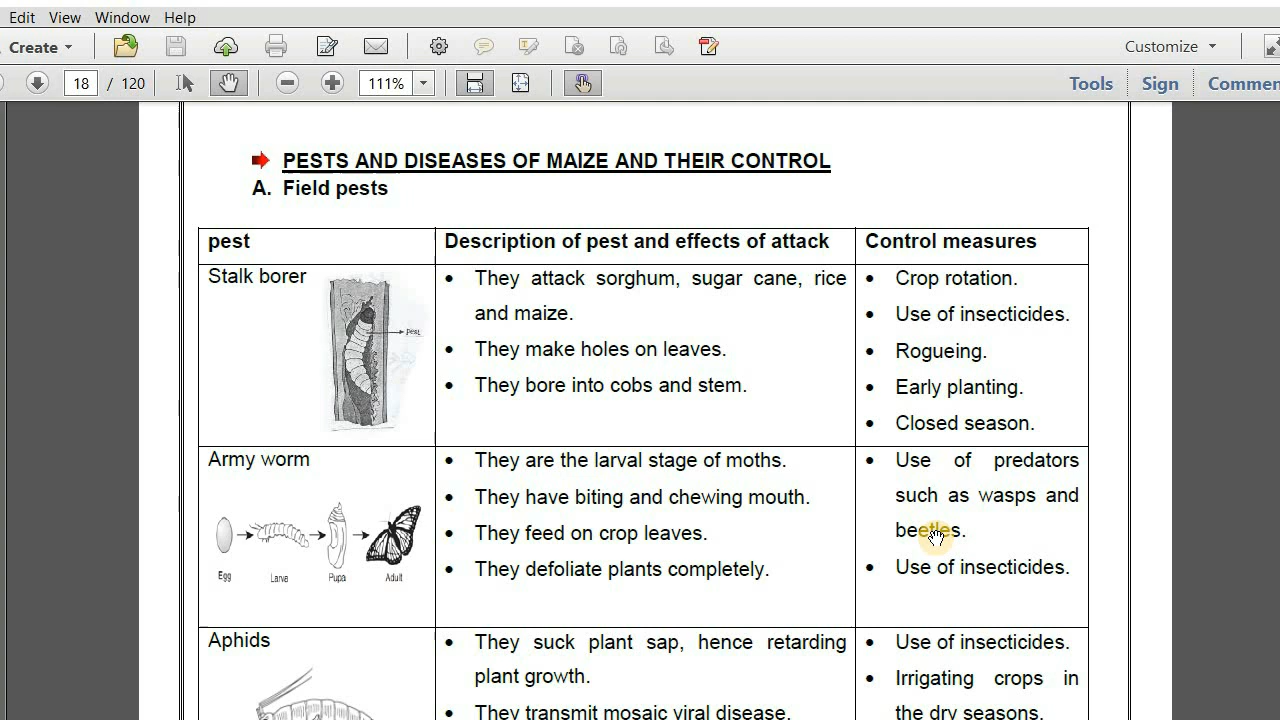 Edit View Window Help
Create Customize
18 / 120 111% Tools Sign Commen
PESTS AND DISEASES OF MAIZE AND THEIR CONTROL
A. Field pests
pest
Description of pest and effects of attack
Control measures
Stalk borer
pest
• They attack sorghum, sugar cane, rice
and maize.
• They make holes on leaves.
• They bore into cobs and stem.
• Crop rotation.
• Use of insecticides.
• Rogueing.
• Early planting.
• Closed season.
Army worm
Egg Larva Pupa Adult
• They are the larval stage of moths.
• They have biting and chewing mouth.
• They feed on crop leaves.
• They defoliate plants completely.
• Use of predators
such as wasps and
beetles.
• Use of insecticides.
Aphids
• They suck plant sap, hence retarding
plant growth.
• They transmit mosaic viral disease.
• Use of insecticides.
• Irrigating crops in
the dry seasons.